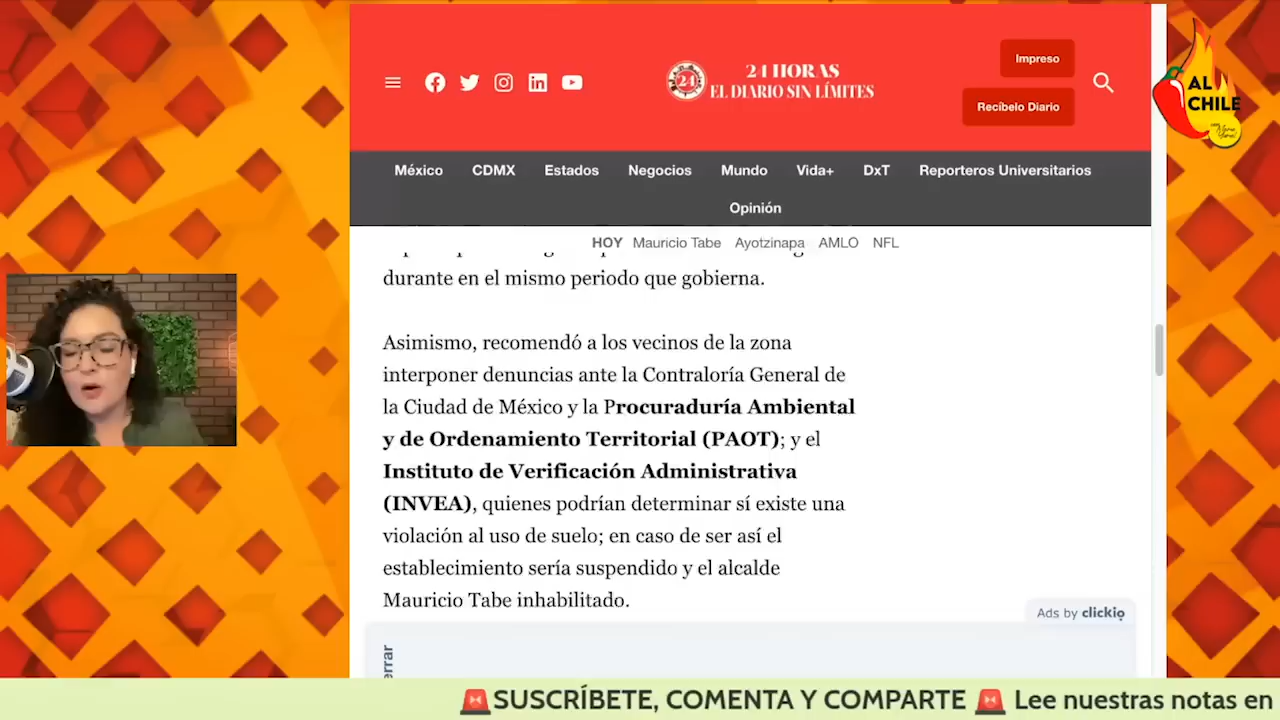 24 HORAS
EL DIARIO SIN LÍMITES
24
Impreso
Recíbelo Diario
AL
CHILE
México CDMX Estados Negocios Mundo Vida+ DxT Reporteros Universitarios
Opinión
HOY Mauricio Tabe Ayotzinapa AMLO NFL
durante en el mismo periodo que gobierna.
Asimismo, recomendó a los vecinos de la zona
interponer denuncias ante la Contraloría General de
la Ciudad de México y la Procuraduría Ambiental
y de Ordenamiento Territorial (PAOT); y el
Instituto de Verificación Administrativa
(INVEA), quienes podrían determinar sí existe una
violación al uso de suelo; en caso de ser así el
establecimiento sería suspendido y el alcalde
Mauricio Tabe inhabilitado.
Ads by clickio
SUSCRÍBETE, COMENTA Y COMPARTE Lee nuestras notas en